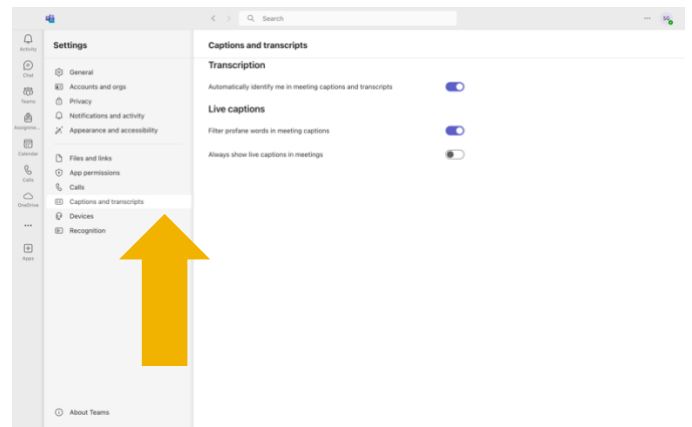 Search
SG
Activity
Chat
Teams
Assignme...
Calendar
Calls
OneDrive
Apps
Settings
General
Accounts and orgs
Privacy
Notifications and activity
Appearance and accessibility
Files and links
App permissions
Calls
Captions and transcripts
Devices
Recognition
About Teams
Captions and transcripts
Transcription
Automatically identify me in meeting captions and transcripts
Live captions
Filter profane words in meeting captions
Always show live captions in meetings